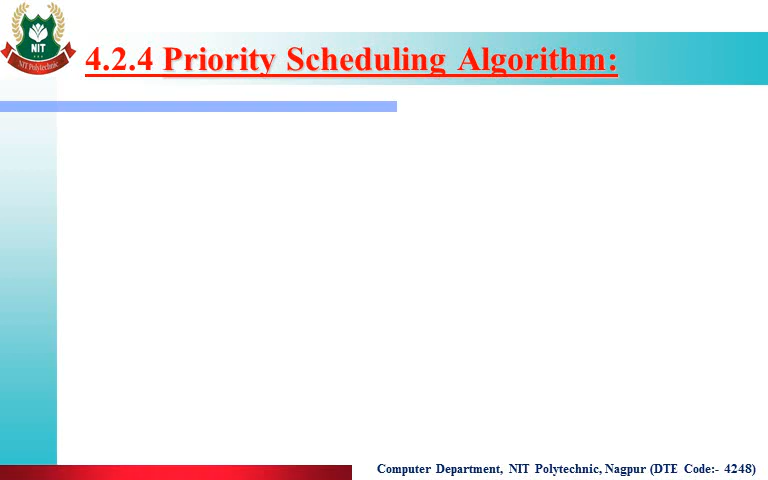 NIT
NIT Polytechnic
4.2.4 Priority Scheduling Algorithm:
Computer Department, NIT Polytechnic, Nagpur (DTE Code:- 4248)